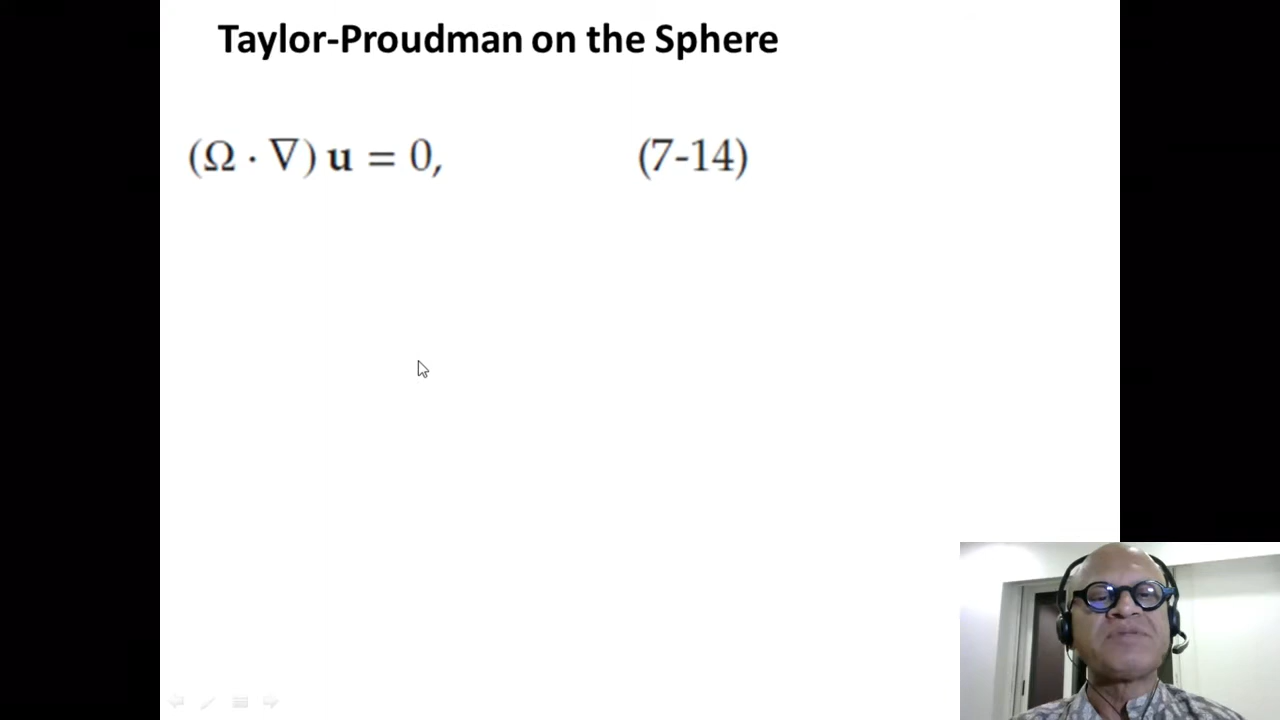 Taylor-Proudman on the Sphere
(Ω · ∇) u = 0, (7-14)